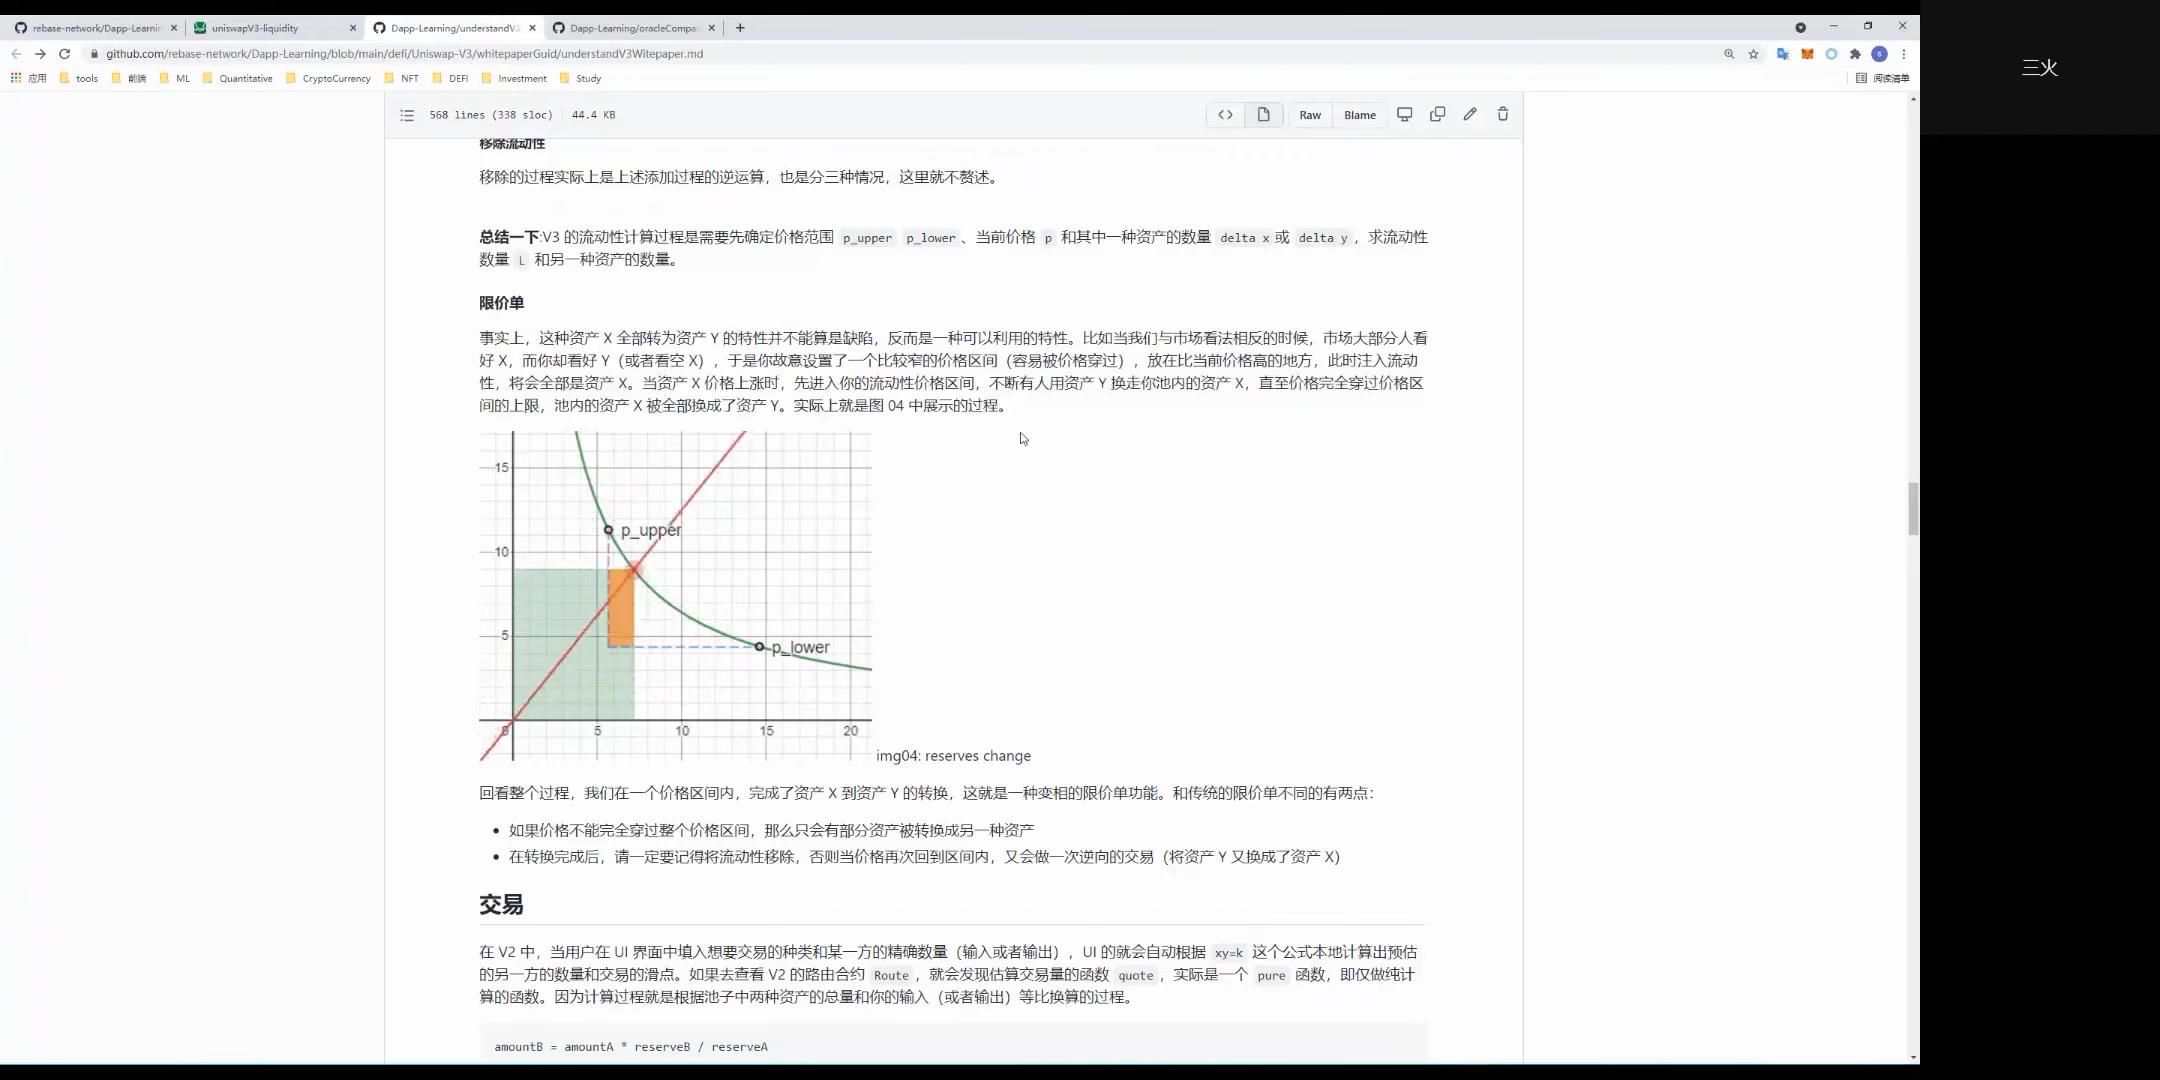 rebase-network/Dapp-Learnin
uniswapV3-liquidity
Dapp-Learning/understandV3
Dapp-Learning/oracleCompar
github.com/rebase-network/Dapp-Learning/blob/main/defi/Uniswap-V3/whitepaperGuid/understandV3Witepaper.md
应用 tools 前端 ML Quantitative CryptoCurrency NFT DEFI Investment Study 阅读清单
三火
568 lines (338 sloc) 44.4 KB Raw Blame
移除流动性
移除的过程实际上是上述添加过程的逆运算，也是分三种情况，这里就不赘述。
总结一下:V3 的流动性计算过程是需要先确定价格范围 p_upper p_lower、当前价格 p 和其中一种资产的数量 delta x 或 delta y，求流动性
数量 L 和另一种资产的数量。
限价单
事实上，这种资产 X 全部转为资产 Y 的特性并不能算是缺陷，反而是一种可以利用的特性。比如当我们与市场看法相反的时候，市场大部分人看
好 X，而你却看好 Y（或者看空 X），于是你故意设置了一个比较窄的价格区间（容易被价格穿过），放在比当前价格高的地方，此时注入流动
性，将会全部是资产 X。当资产 X 价格上涨时，先进入你的流动性价格区间，不断有人用资产 Y 换走你池内的资产 X，直至价格完全穿过价格区
间的上限，池内的资产 X 被全部换成了资产 Y。实际上就是图 04 中展示的过程。
15
p_upper
10
5
p_lower
0 5 10 15 20
img04: reserves change
回看整个过程，我们在一个价格区间内，完成了资产 X 到资产 Y 的转换，这就是一种变相的限价单功能。和传统的限价单不同的有两点：
• 如果价格不能完全穿过整个价格区间，那么只会有部分资产被转换成另一种资产
• 在转换完成后，请一定要记得将流动性移除，否则当价格再次回到区间内，又会做一次逆向的交易（将资产 Y 又换成了资产 X）
交易
在 V2 中，当用户在 UI 界面中填入想要交易的种类和某一方的精确数量（输入或者输出），UI 的就会自动根据 xy=k 这个公式本地计算出预估
的另一方的数量和交易的滑点。如果去查看 V2 的路由合约 Route，就会发现估算交易量的函数 quote，实际是一个 pure 函数，即仅做纯计
算的函数。因为计算过程就是根据池子中两种资产的总量和你的输入（或者输出）等比换算的过程。
amountB = amountA * reserveB / reserveA